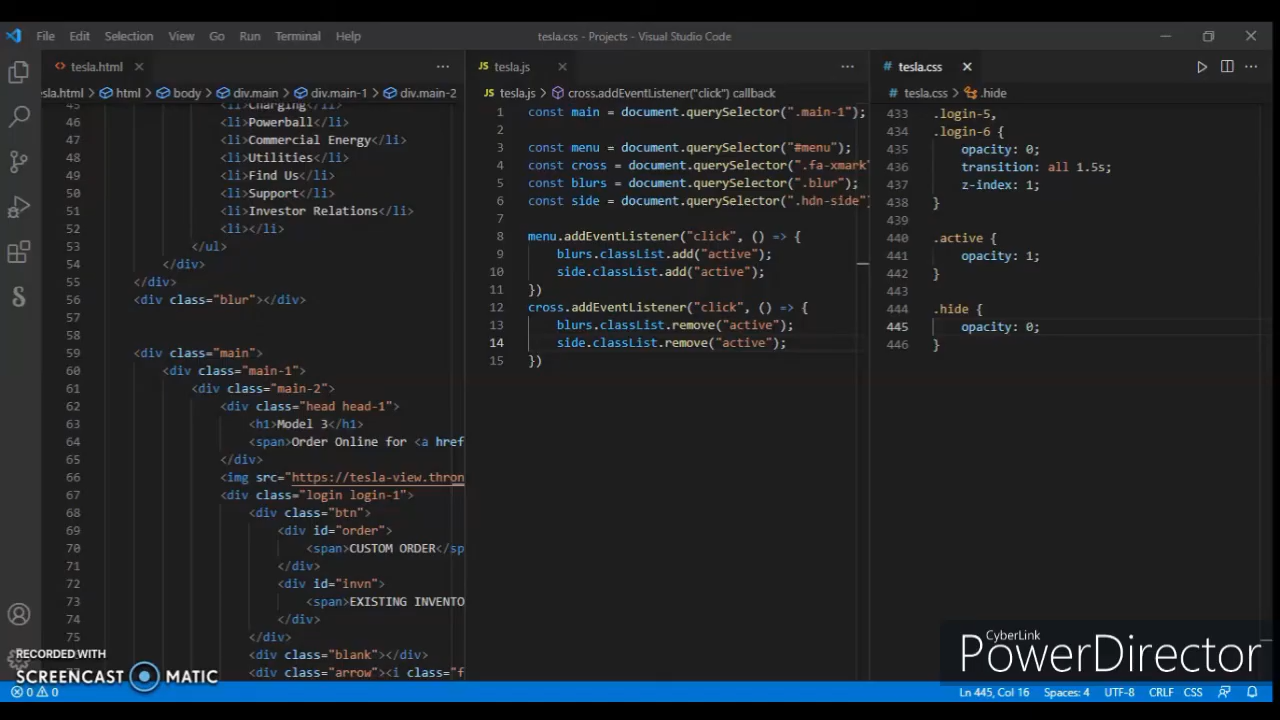 File Edit Selection View Go Run Terminal Help
tesla.css - Projects - Visual Studio Code
tesla.html
sla.html > html > body > div.main > div.main-1 > div.main-2
45 <li>Charging</li>
46 <li>Powerball</li>
47 <li>Commercial Energy</li>
48 <li>Utilities</li>
49 <li>Find Us</li>
50 <li>Support</li>
51 <li>Investor Relations</li>
52 <li></li>
53 </ul>
54 </div>
55 </div>
56 <div class="blur"></div>
57
58
59 <div class="main">
60 <div class="main-1">
61 <div class="main-2">
62 <div class="head head-1">
63 <h1>Model 3</h1>
64 <span>Order Online for <a href
65 </div>
66 <img src="https://tesla-view.thron
67 <div class="login login-1">
68 <div class="btn">
69 <div id="order">
70 <span>CUSTOM ORDER</sp
71 </div>
72 <div id="invn">
73 <span>EXISTING INVENTO
74 </div>
75 </div>
<div class="blank"></div>
<div class="arrow"><i class="f
JS tesla.js
JS tesla.js > cross.addEventListener("click") callback
1 const main = document.querySelector(".main-1");
2
3 const menu = document.querySelector("#menu");
4 const cross = document.querySelector(".fa-xmark"
5 const blurs = document.querySelector(".blur");
6 const side = document.querySelector(".hdn-side")
7
8 menu.addEventListener("click", () => {
9 blurs.classList.add("active");
10 side.classList.add("active");
11 })
12 cross.addEventListener("click", () => {
13 blurs.classList.remove("active");
14 side.classList.remove("active");
15 })
# tesla.css
# tesla.css > .hide
433 .login-5,
434 .login-6 {
435 opacity: 0;
436 transition: all 1.5s;
437 z-index: 1;
438 }
439
440 .active {
441 opacity: 1;
442 }
443
444 .hide {
445 opacity: 0;
446 }
RECORDED WITH
SCREENCAST MATIC
CyberLink
PowerDirector
0 0
Ln 445, Col 16 Spaces: 4 UTF-8 CRLF CSS